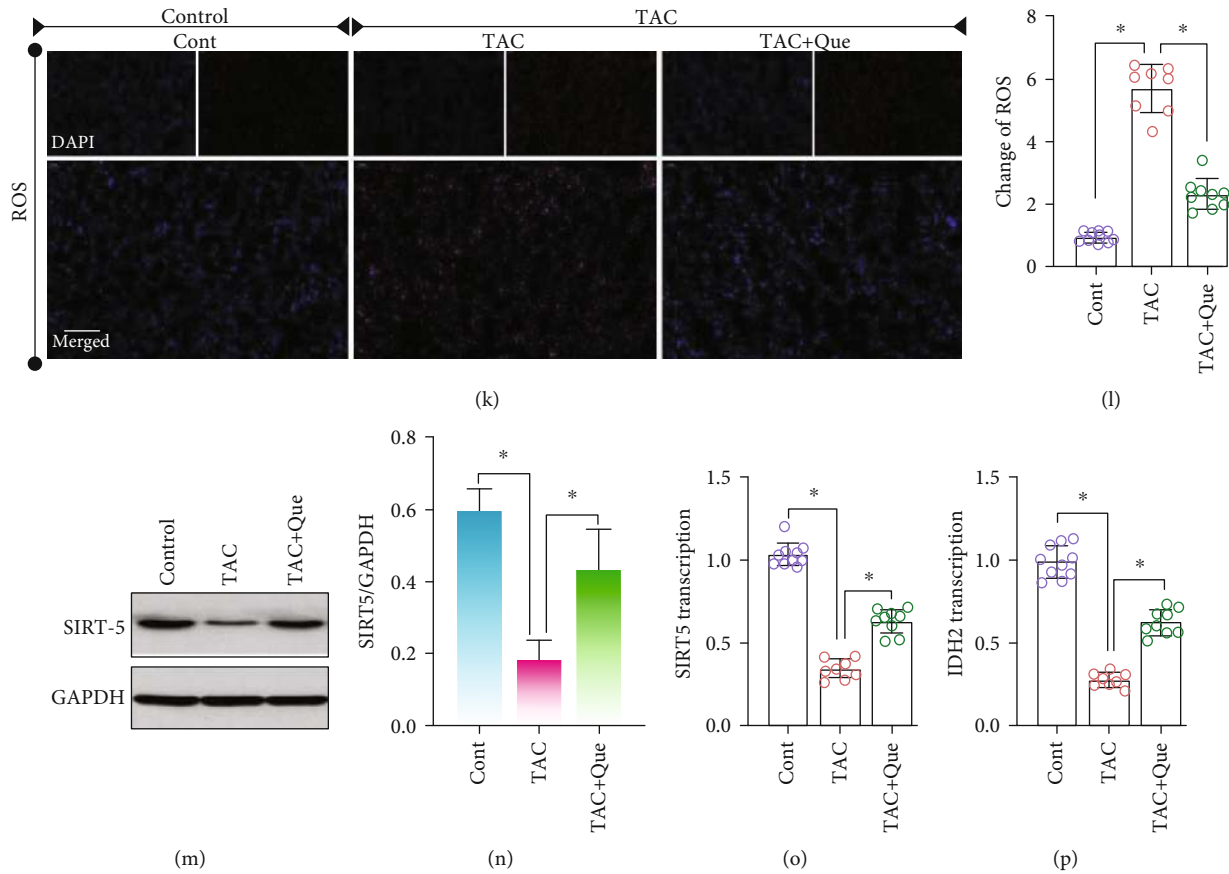 Control
TAC
Cont
TAC
TAC+Que
ROS
DAPI
Merged
(k)
Change of ROS
8
6
4
2
0
*
*
Cont
TAC
TAC+Que
(l)
Control
TAC
TAC+Que
SIRT-5
GAPDH
(m)
SIRT5/GAPDH
0.8
0.6
0.4
0.2
0.0
*
*
Cont
TAC
TAC+Que
(n)
SIRT5 transcription
1.5
1.0
0.5
0.0
*
*
Cont
TAC
TAC+Que
(o)
IDH2 transcription
1.5
1.0
0.5
0.0
*
*
Cont
TAC
TAC+Que
(p)